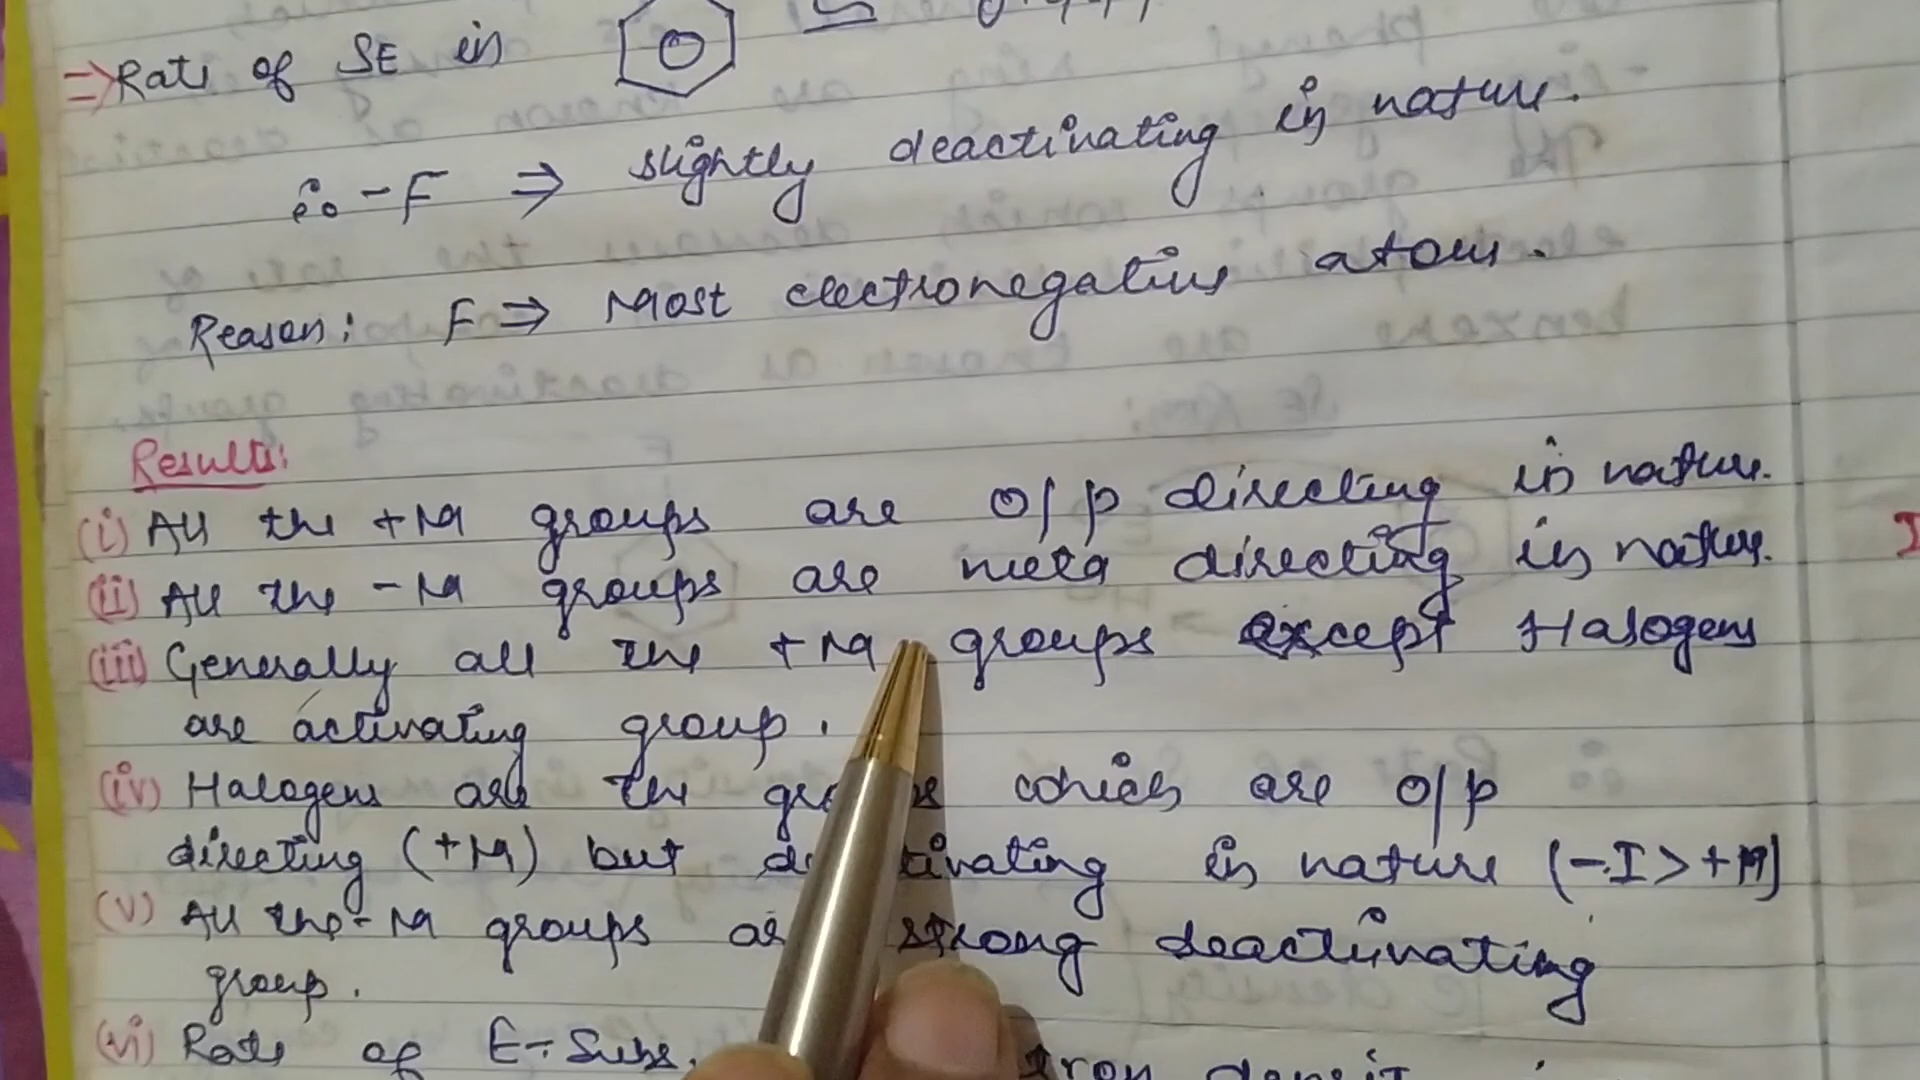 ⇒ Rate of SE in
∴ -F ⇒ slightly deactivating in nature.
Reason: F ⇒ Most electronegative atom.
Results:
(i) All the +M groups are o/p directing in nature.
(ii) All the -M groups are meta directing in nature.
(iii) Generally all the +M groups except Halogens
are activating group.
(iv) Halogens are the which are o/p
directing (+M) but in nature (-I > +M)
(v) All the -M groups strong deactivating
group.
(vi) Rate of E-Subs.